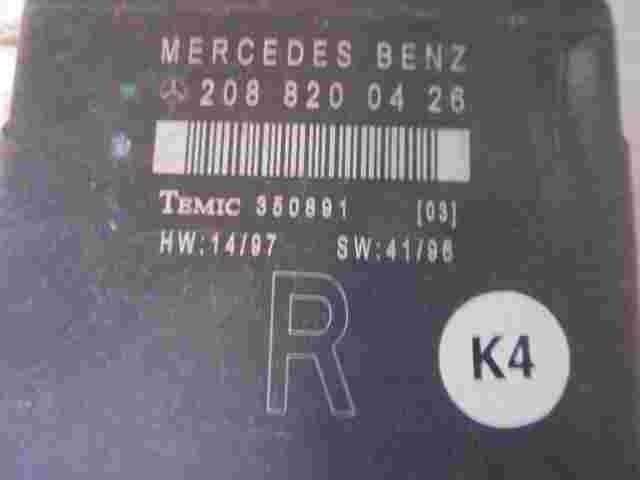 MERCEDES BENZ
208 820 04 26
TEMIC 350891 [03]
HW:14/97 SW:41/96
R
K4